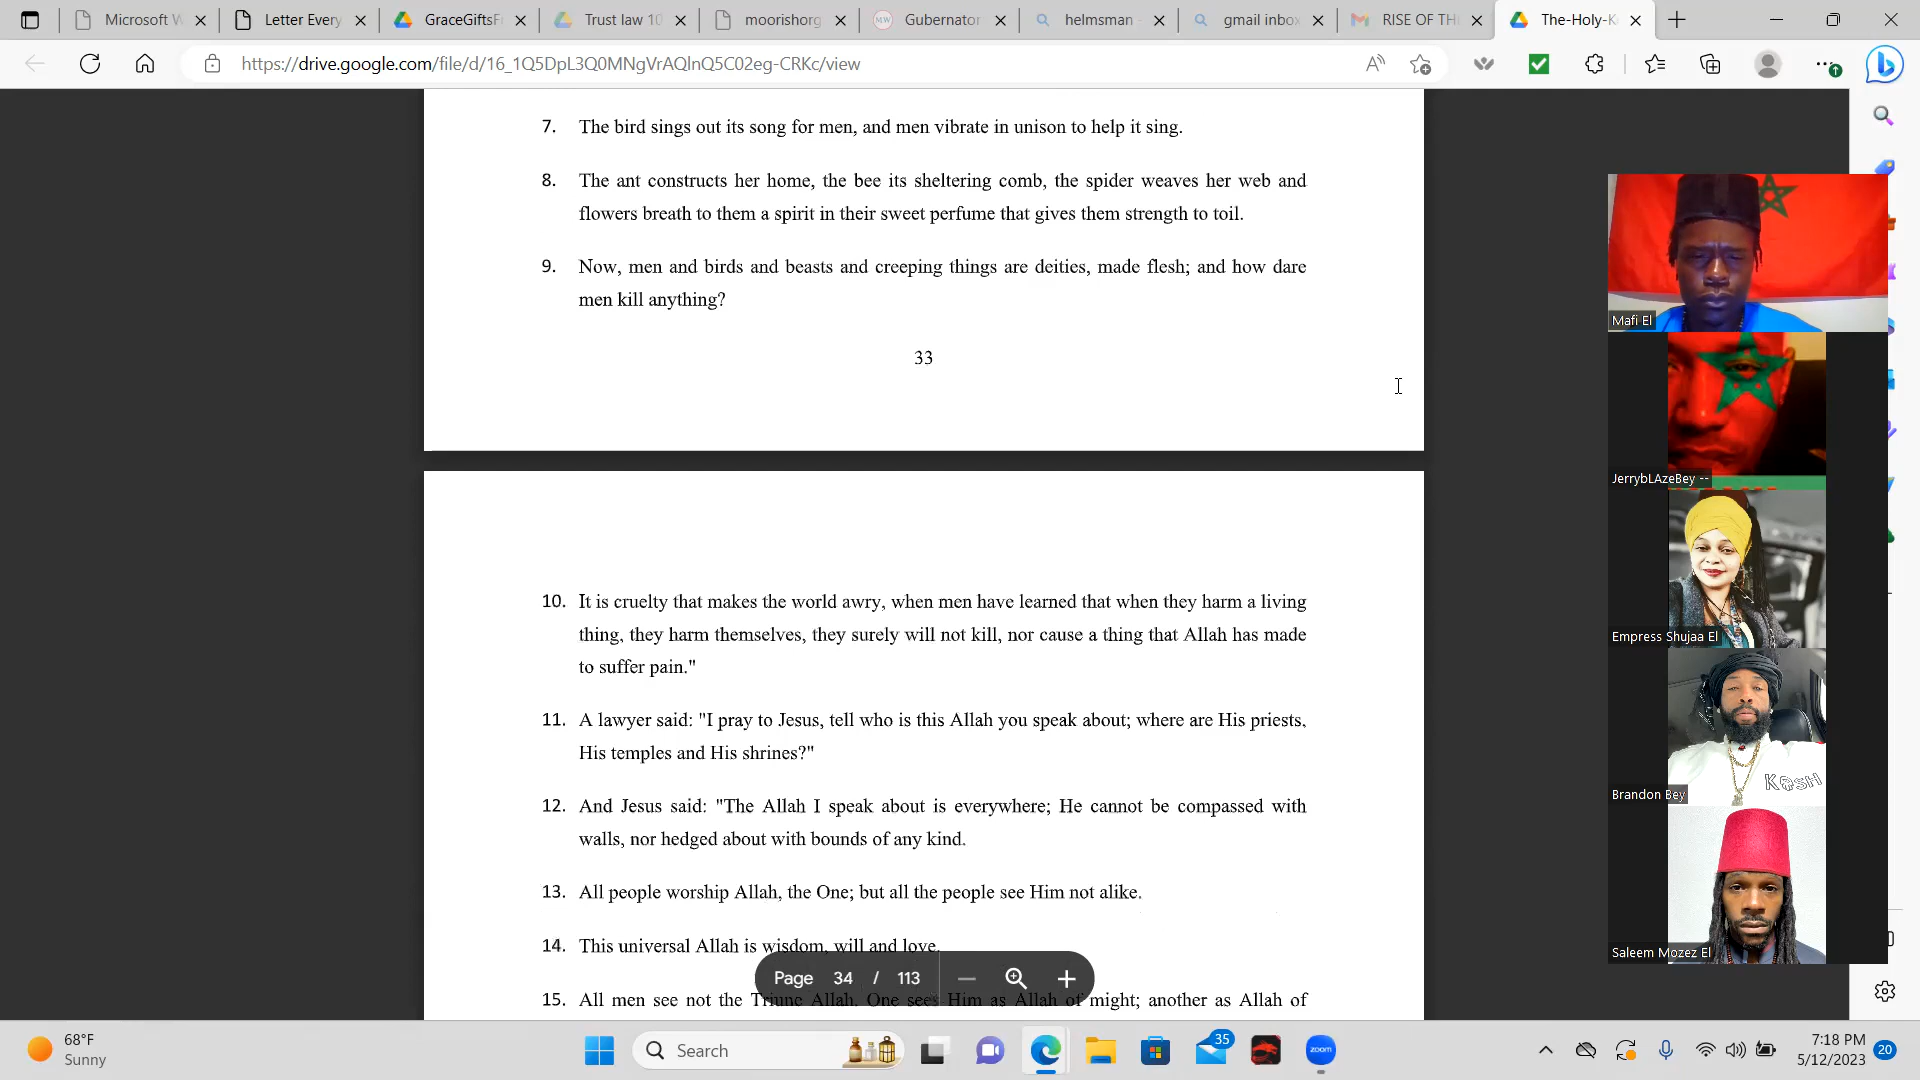 Microsoft W
Letter Every
GraceGiftsF
Trust law 10
moorishorg
MW
Gubernator
helmsman -
gmail inbo
RISE OF TH
The-Holy-K
https://drive.google.com/file/d/16_1Q5DpL3Q0MNgVrAQlnQ5C02eg-CRKc/view
7. The bird sings out its song for men, and men vibrate in unison to help it sing.
8. The ant constructs her home, the bee its sheltering comb, the spider weaves her web and
flowers breath to them a spirit in their sweet perfume that gives them strength to toil.
9. Now, men and birds and beasts and creeping things are deities, made flesh; and how dare
men kill anything?
33
10. It is cruelty that makes the world awry, when men have learned that when they harm a living
thing, they harm themselves, they surely will not kill, nor cause a thing that Allah has made
to suffer pain."
11. A lawyer said: "I pray to Jesus, tell who is this Allah you speak about; where are His priests,
His temples and His shrines?"
12. And Jesus said: "The Allah I speak about is everywhere; He cannot be compassed with
walls, nor hedged about with bounds of any kind.
13. All people worship Allah, the One; but all the people see Him not alike.
14. This universal Allah is wisdom, will and love.
15. All men see not the Triune Allah. One sees Him as Allah of might; another as Allah of
Page 34 / 113
Mafi El
JerrybLAzeBey --
Empress Shujaa El
KOSH
Brandon Bey
Saleem Mozez El
68°F
Sunny
Search
35
zoom
7:18 PM
5/12/2023
20